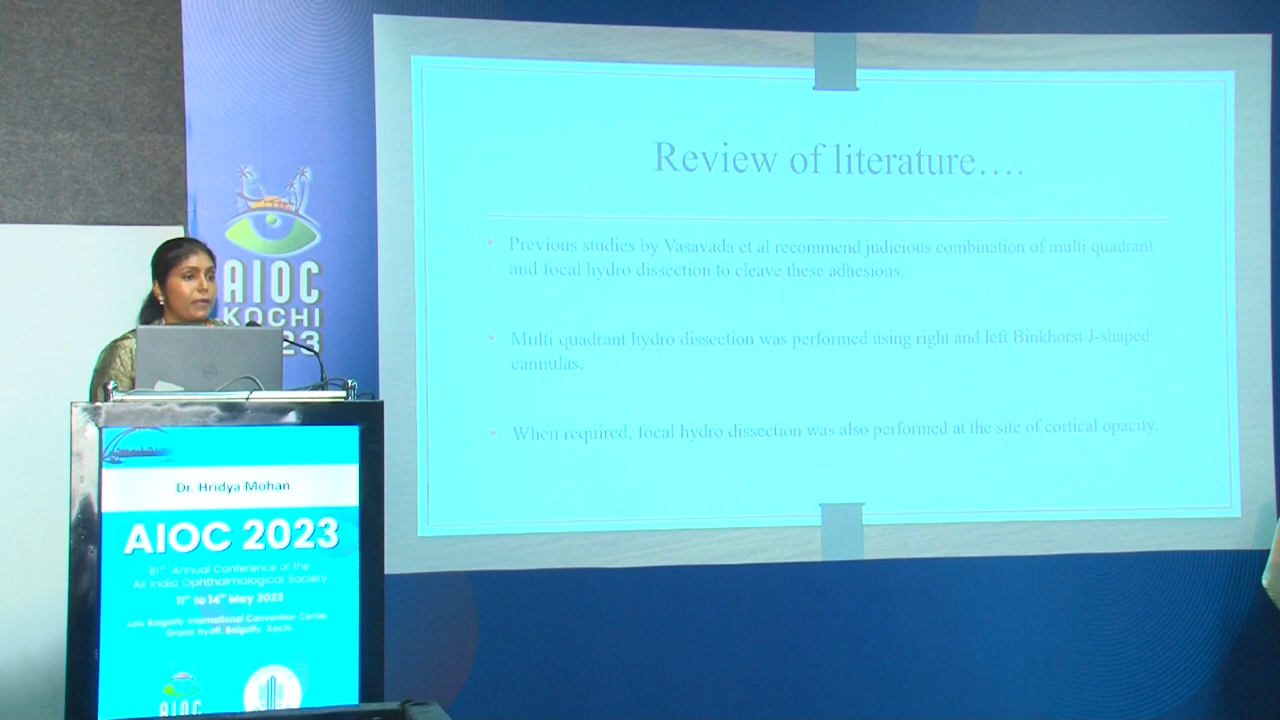 Review of literature....
Previous studies by Vasavada et al recommend judicious combination of multi quadrant
and focal hydro dissection to cleave these adhesions.
Multi quadrant hydro dissection was performed using right and left Binkhorst J-shaped
cannulas.
When required, focal hydro dissection was also performed at the site of cortical opacity.
AIOC
KOCHI
23
Dr. Hridya Mohan
AIOC 2023
81st Annual Conference of the
All India Ophthalmological Society
11th to 14th May 2023
Lulu Bolgatty International Convention Center
Grand Hyatt, Bolgatty, Kochi.
AIOC